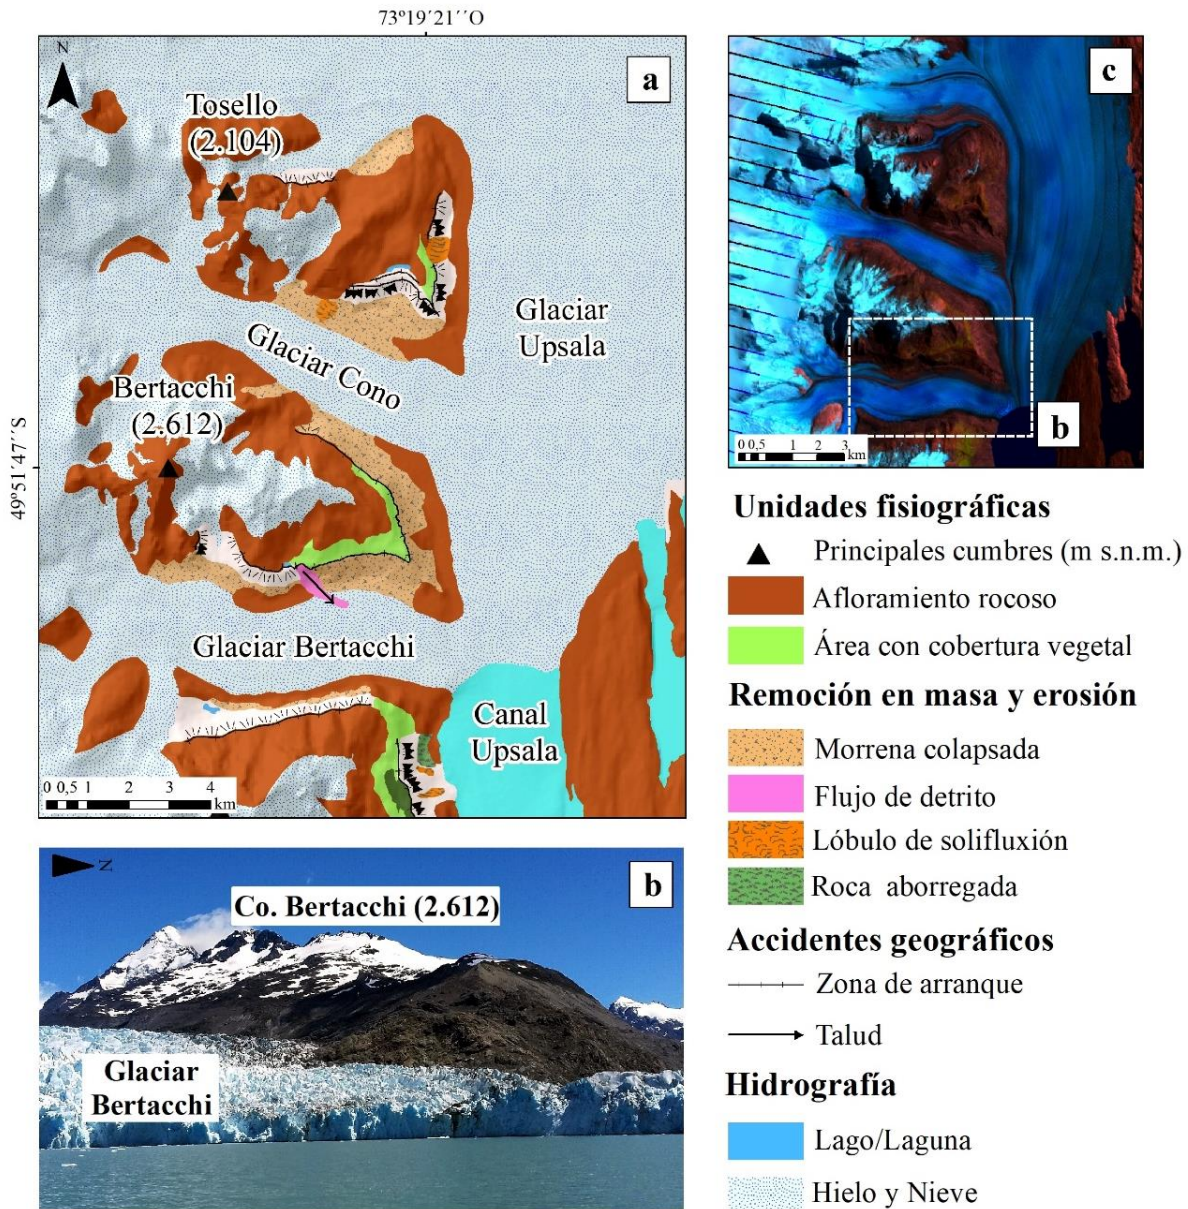 73º19´21´´O
N
a
Tosello
(2.104)
Glaciar
Upsala
Glaciar Cono
Bertacchi
(2.612)
49º51´47´´S
Glaciar Bertacchi
Canal
Upsala
0 0,5 1 2 3 4
km
c
b
0 0,5 1 2 3
km
N
b
Co. Bertacchi (2.612)
Glaciar
Bertacchi
Unidades fisiográficas
Principales cumbres (m s.n.m.)
Afloramiento rocoso
Área con cobertura vegetal
Remoción en masa y erosión
Morrena colapsada
Flujo de detrito
Lóbulo de solifluxión
Roca aborregada
Accidentes geográficos
Zona de arranque
Talud
Hidrografía
Lago/Laguna
Hielo y Nieve